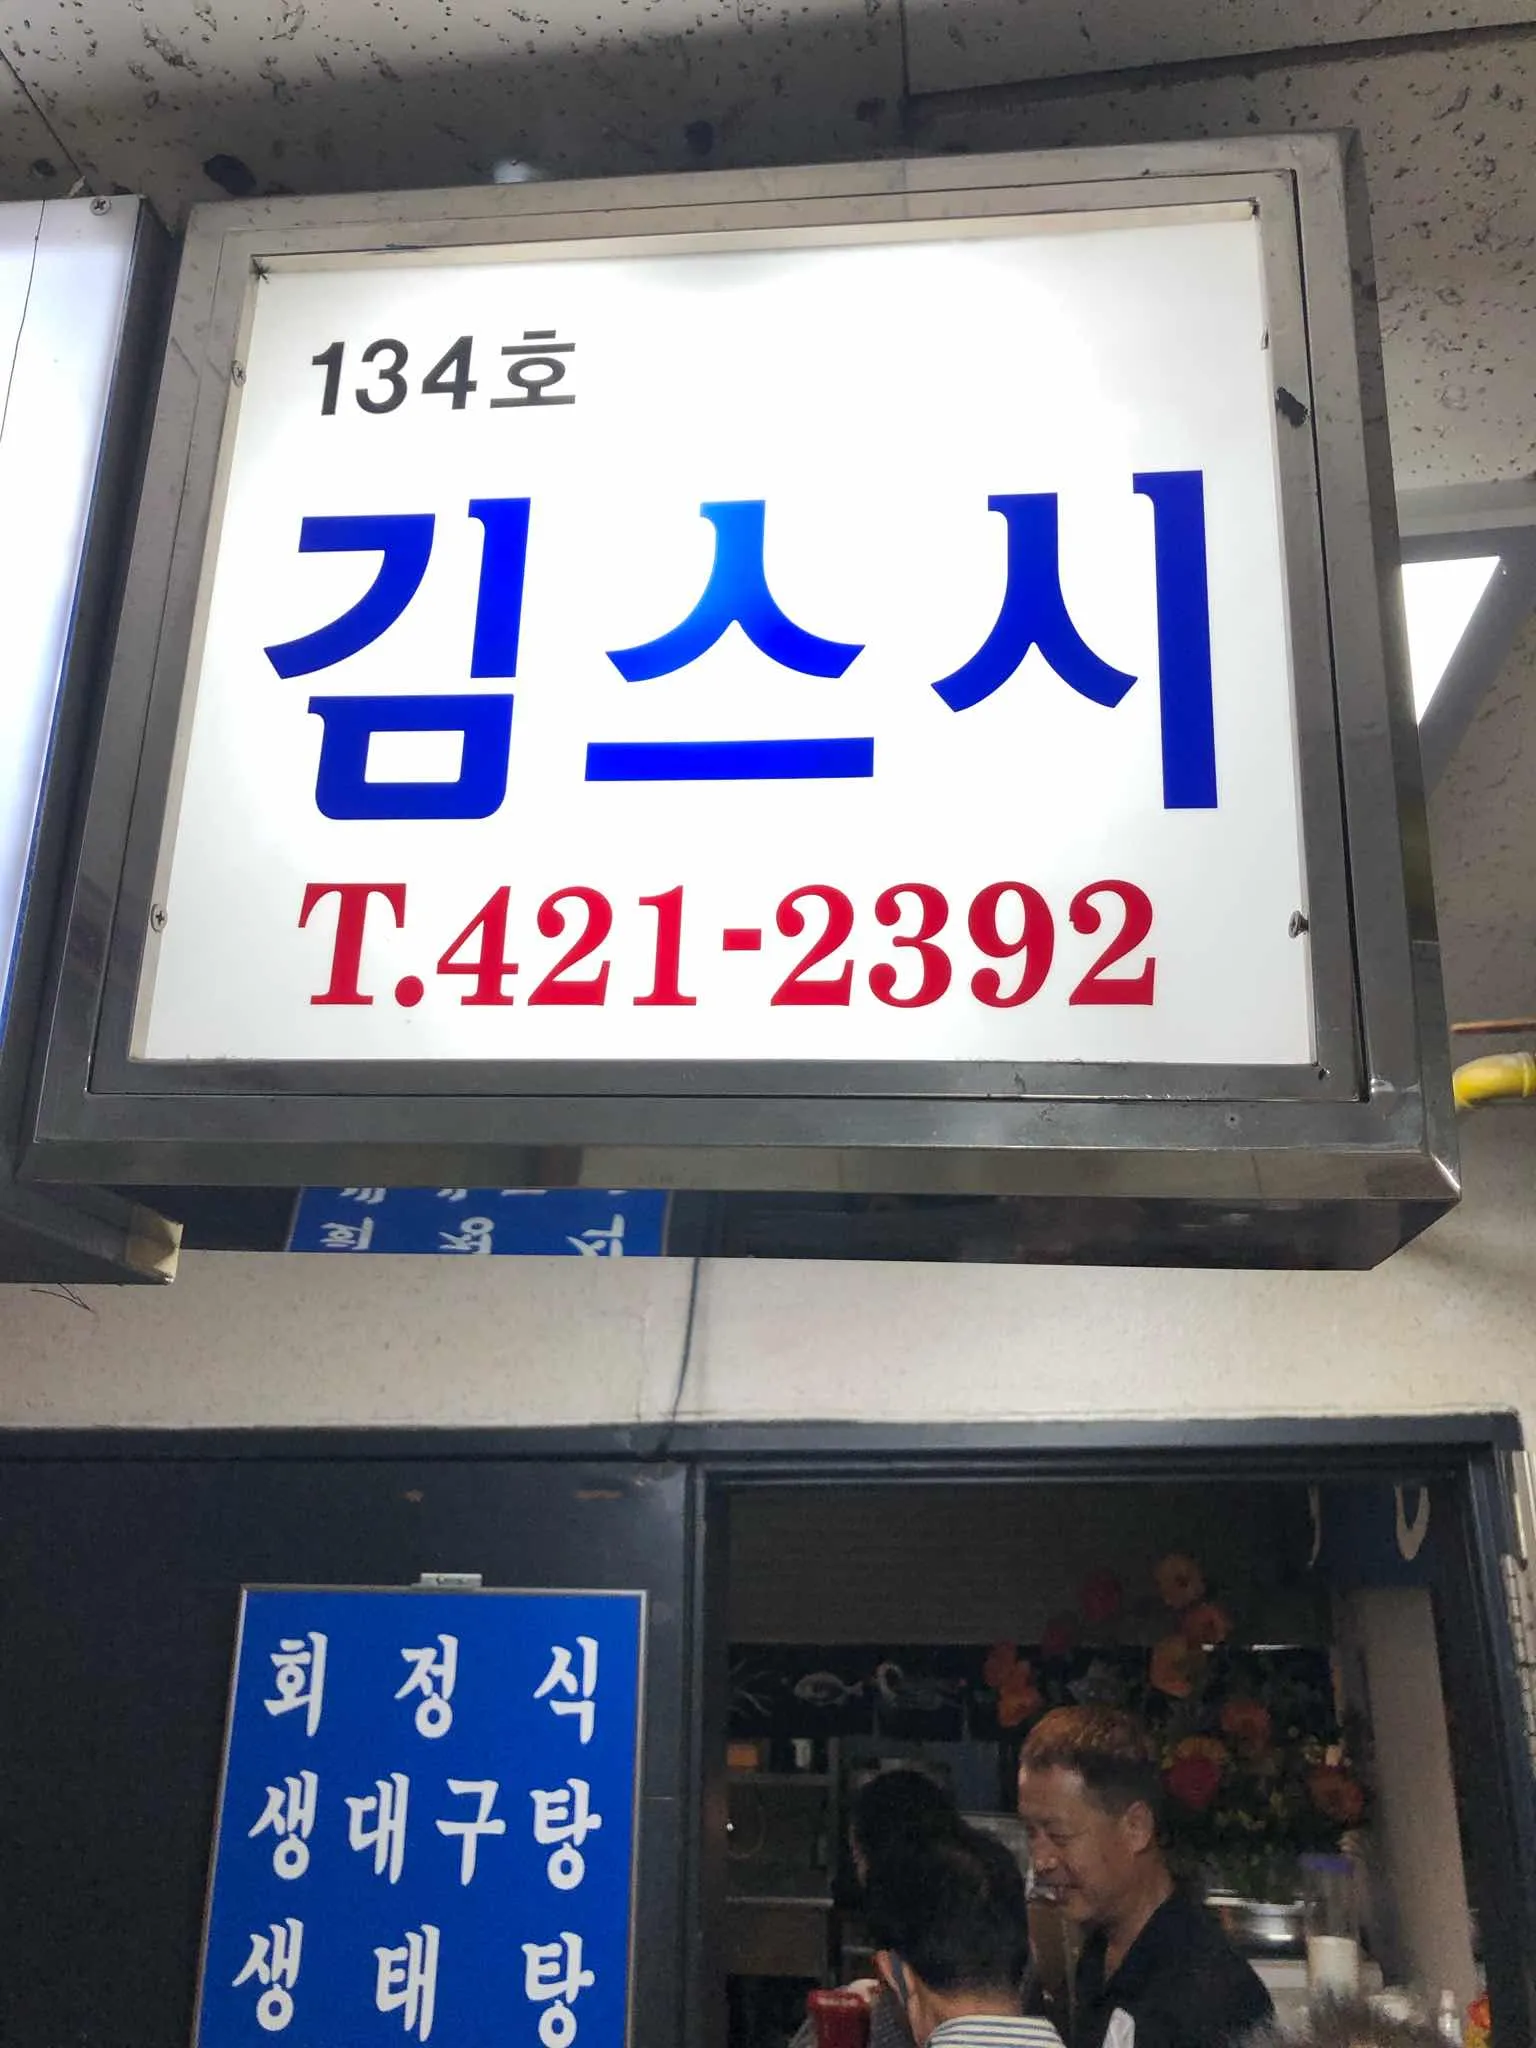 134호
김스시
T.421-2392
회 정 식
생대구탕
생 태 탕